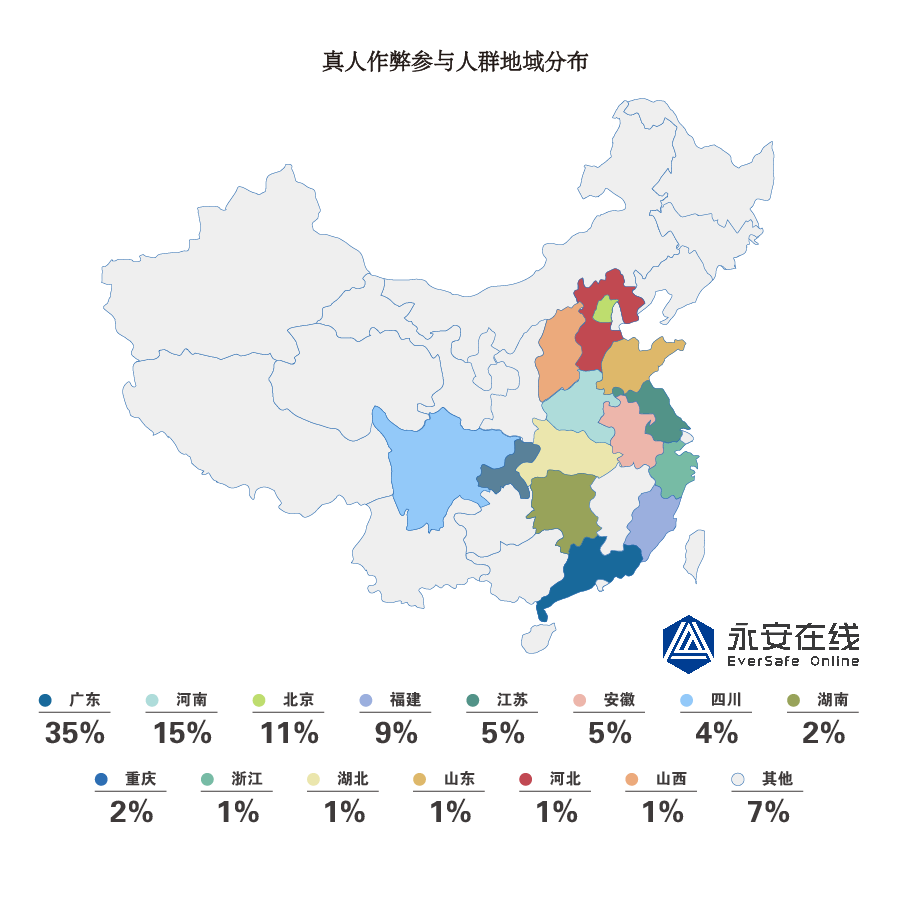 真人作弊参与人群地域分布
永安在线
EverSafe Online
广东 河南 北京 福建 江苏 安徽 四川 湖南
35% 15% 11% 9% 5% 5% 4% 2%
重庆 浙江 湖北 山东 河北 山西 其他
2% 1% 1% 1% 1% 1% 7%